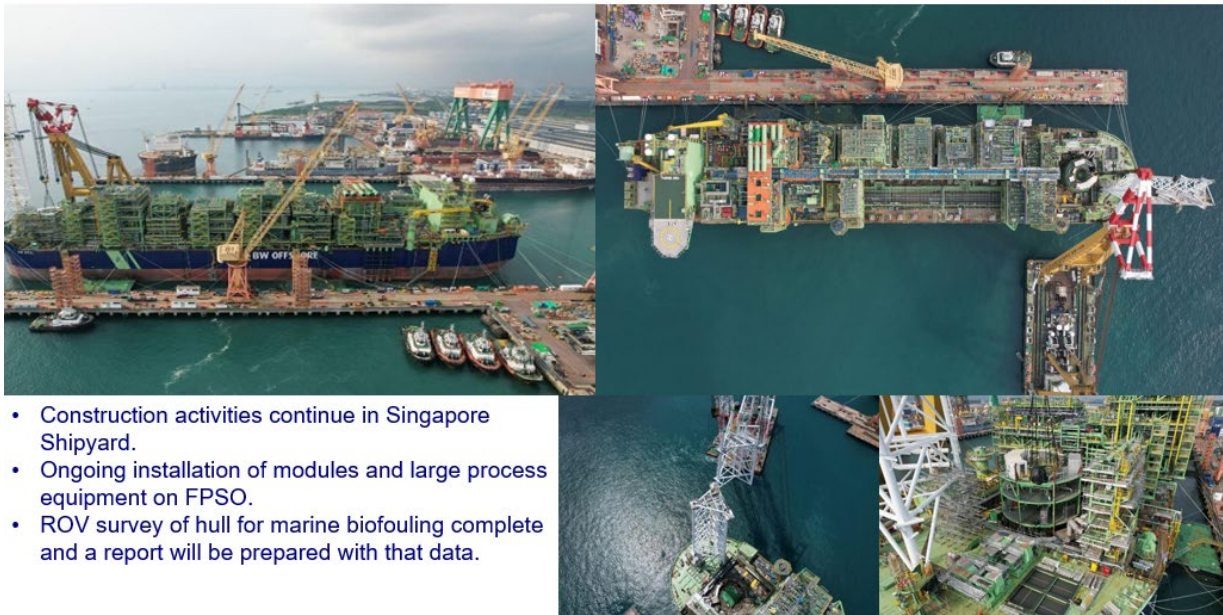 BW OFFSHORE
• Construction activities continue in Singapore
Shipyard.
• Ongoing installation of modules and large process
equipment on FPSO.
• ROV survey of hull for marine biofouling complete
and a report will be prepared with that data.